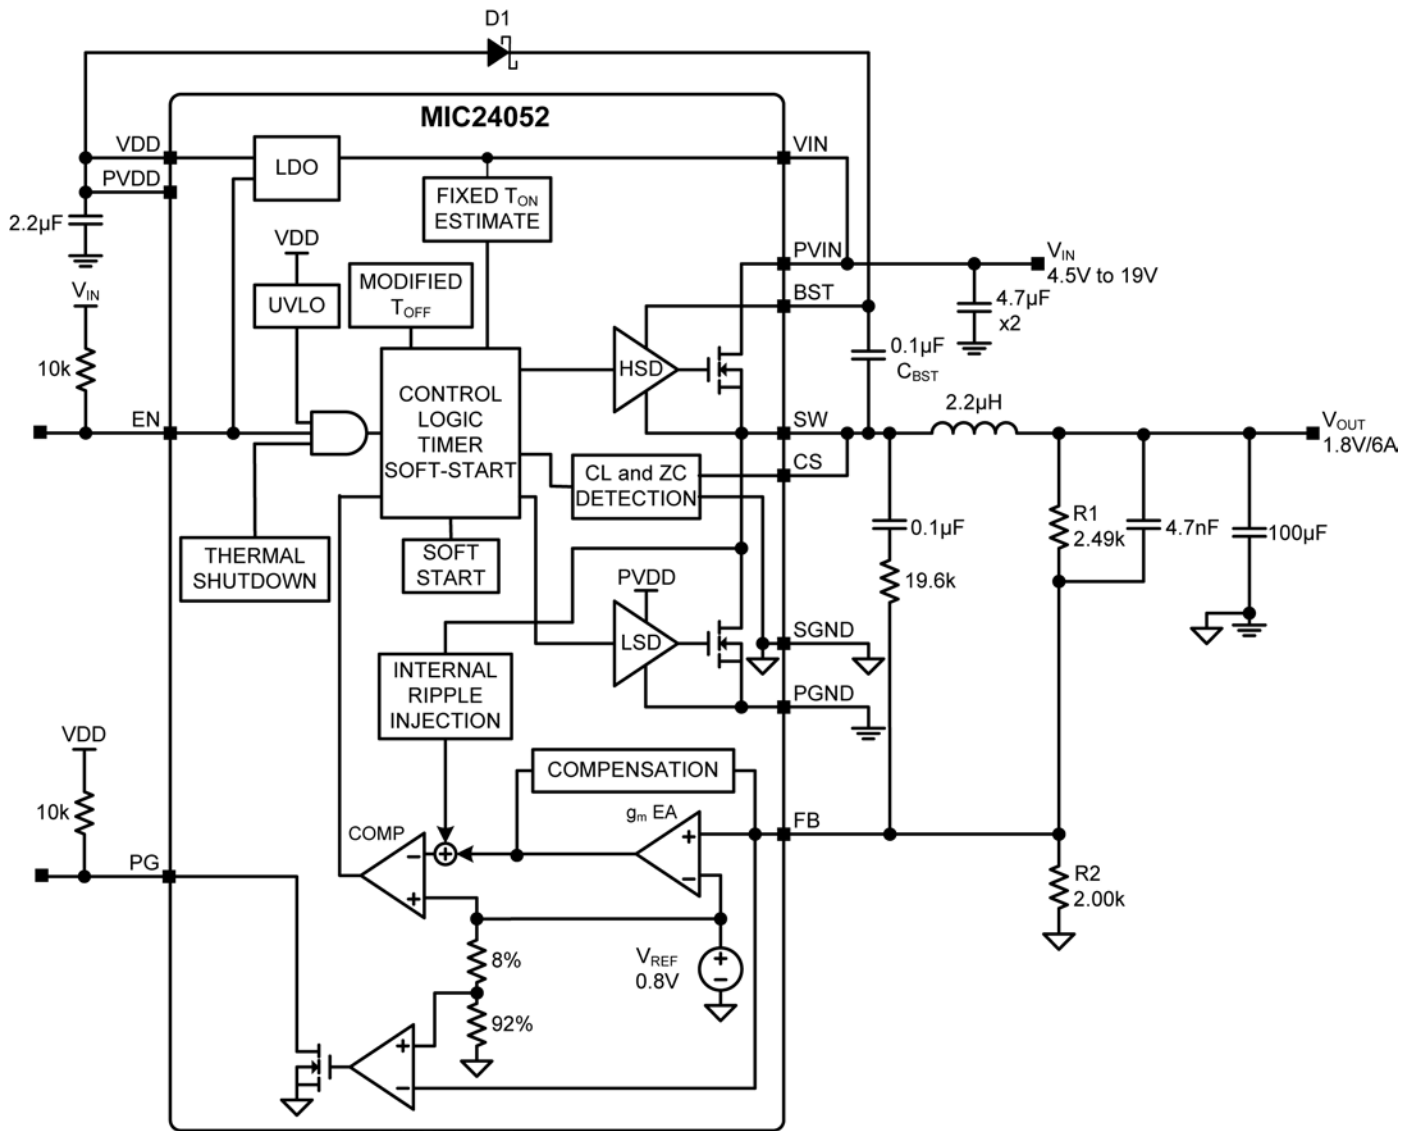 D1
MIC24052
VDD
LDO
VIN
PVDD
FIXED TON
ESTIMATE
2.2µF
VDD
PVIN
VIN
4.5V to 19V
VIN
UVLO
MODIFIED
TOFF
BST
4.7µF
x2
10k
HSD
0.1µF
CBST
CONTROL
LOGIC
TIMER
SOFT-START
2.2µH
EN
SW
VOUT
1.8V/6A
CL and ZC
DETECTION
CS
R1
2.49k
0.1µF
4.7nF
100µF
THERMAL
SHUTDOWN
SOFT
START
PVDD
19.6k
LSD
SGND
INTERNAL
RIPPLE
INJECTION
PGND
VDD
COMPENSATION
10k
gm EA
FB
COMP
+
−
−
+
+
−
PG
R2
2.00k
8%
VREF
0.8V
+
−
92%
+
−